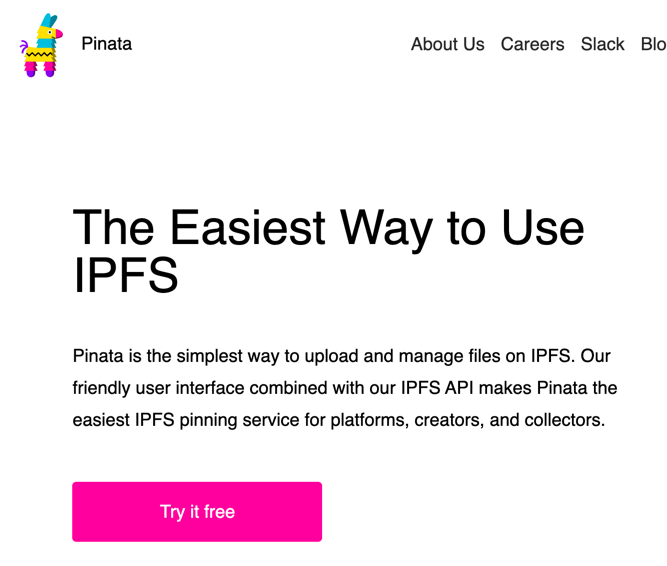 Pinata
About Us Careers Slack Blo
The Easiest Way to Use
IPFS
Pinata is the simplest way to upload and manage files on IPFS. Our
friendly user interface combined with our IPFS API makes Pinata the
easiest IPFS pinning service for platforms, creators, and collectors.
Try it free